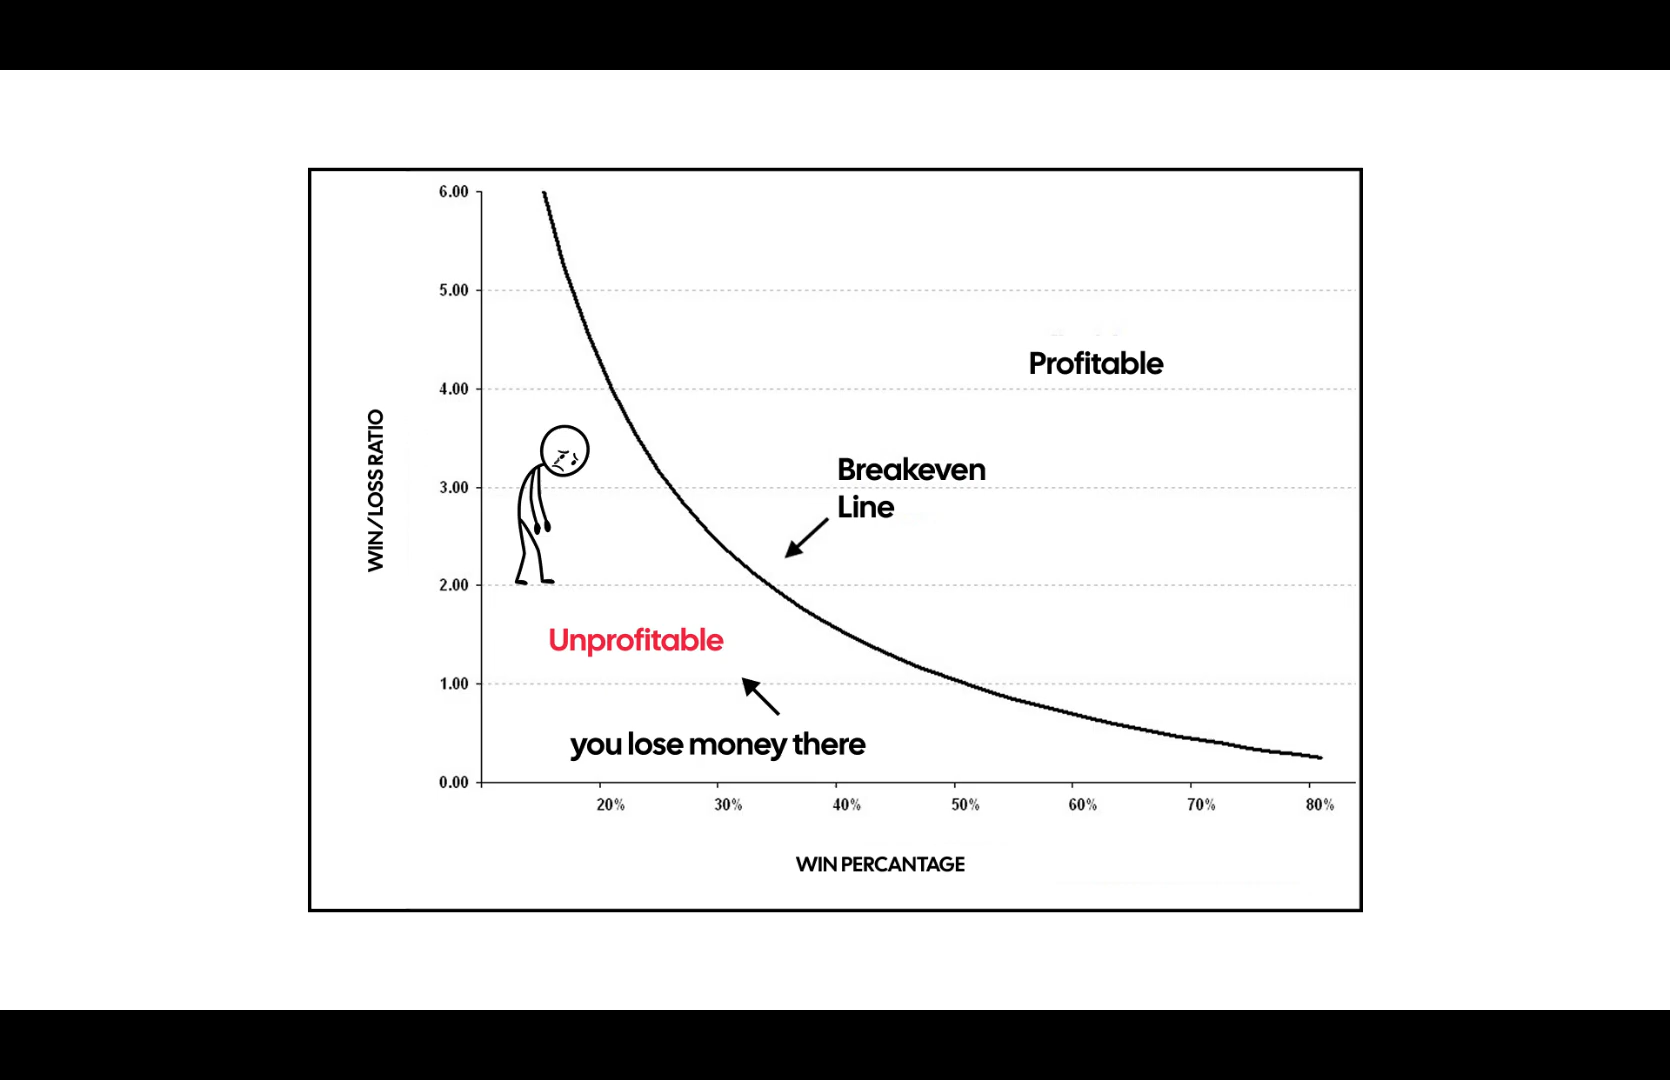 6.00
5.00
Profitable
4.00
WIN/LOSS RATIO
Breakeven
Line
3.00
2.00
Unprofitable
1.00
you lose money there
0.00
20% 30% 40% 50% 60% 70% 80%
WIN PERCANTAGE